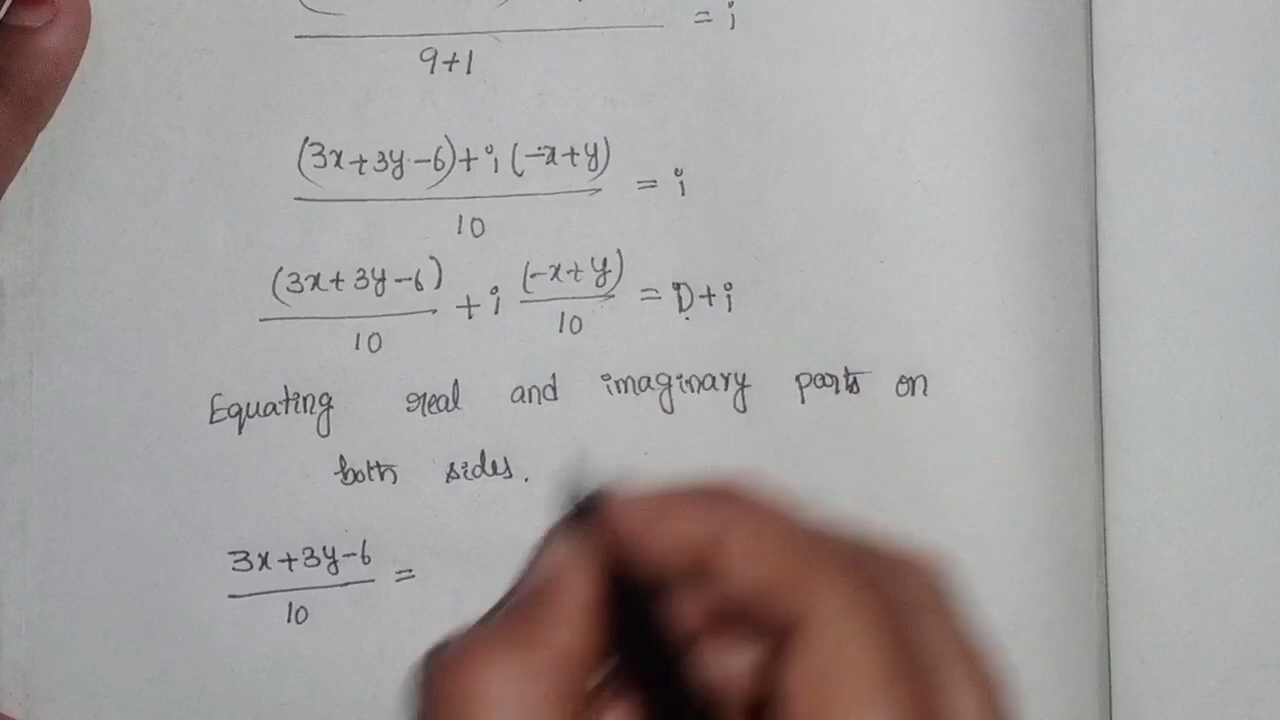 = i
9+1
(3x+3y-6)+i(-x+y)
10
= i
(3x+3y-6)
10
+ i
(-x+y)
10
= 0+i
Equating real and imaginary parts on
both sides.
3x+3y-6
10
=